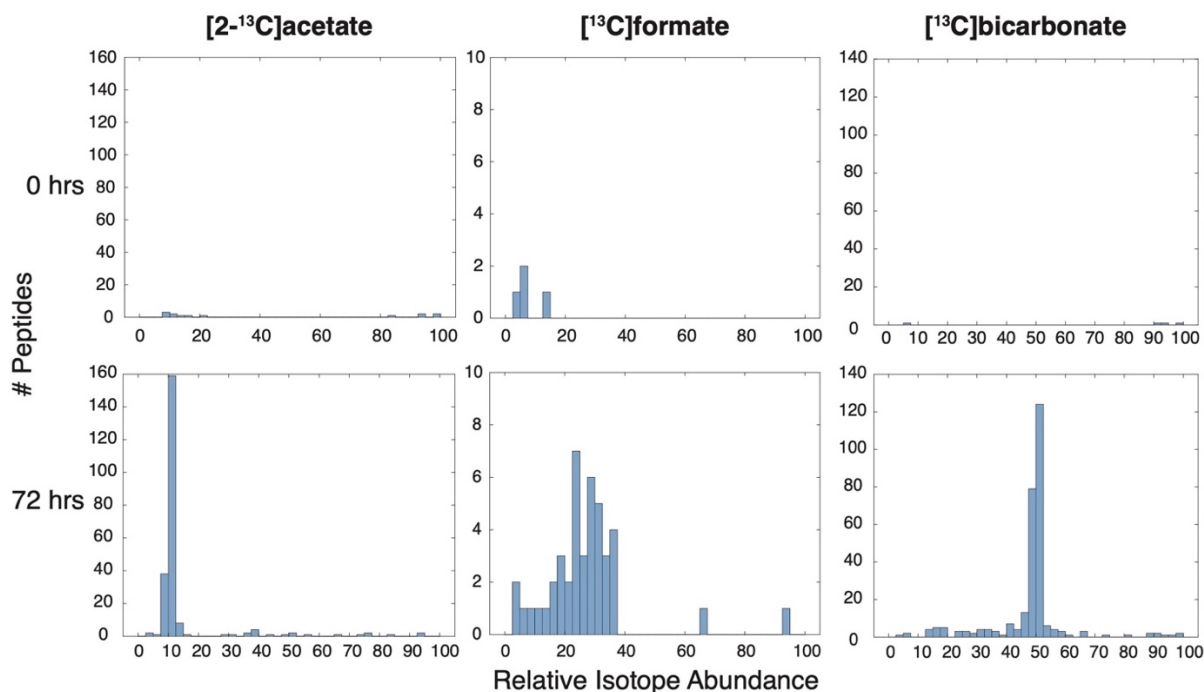 [2-¹³C]acetate [¹³C]formate [¹³C]bicarbonate
160 10 140
140 120
120 8 100
100 6 80
80 60
60 4 40
40 2 20
20
0 0 0
0 20 40 60 80 100 0 20 40 60 80 100 0 10 20 30 40 50 60 70 80 90 100
0 hrs
# Peptides
160 10 140
140 120
120 8 100
100 6 80
80 60
60 4 40
40 2 20
20
0 0 0
0 10 20 30 40 50 60 70 80 90 100 0 20 40 60 80 100 0 10 20 30 40 50 60 70 80 90 100
72 hrs
Relative Isotope Abundance